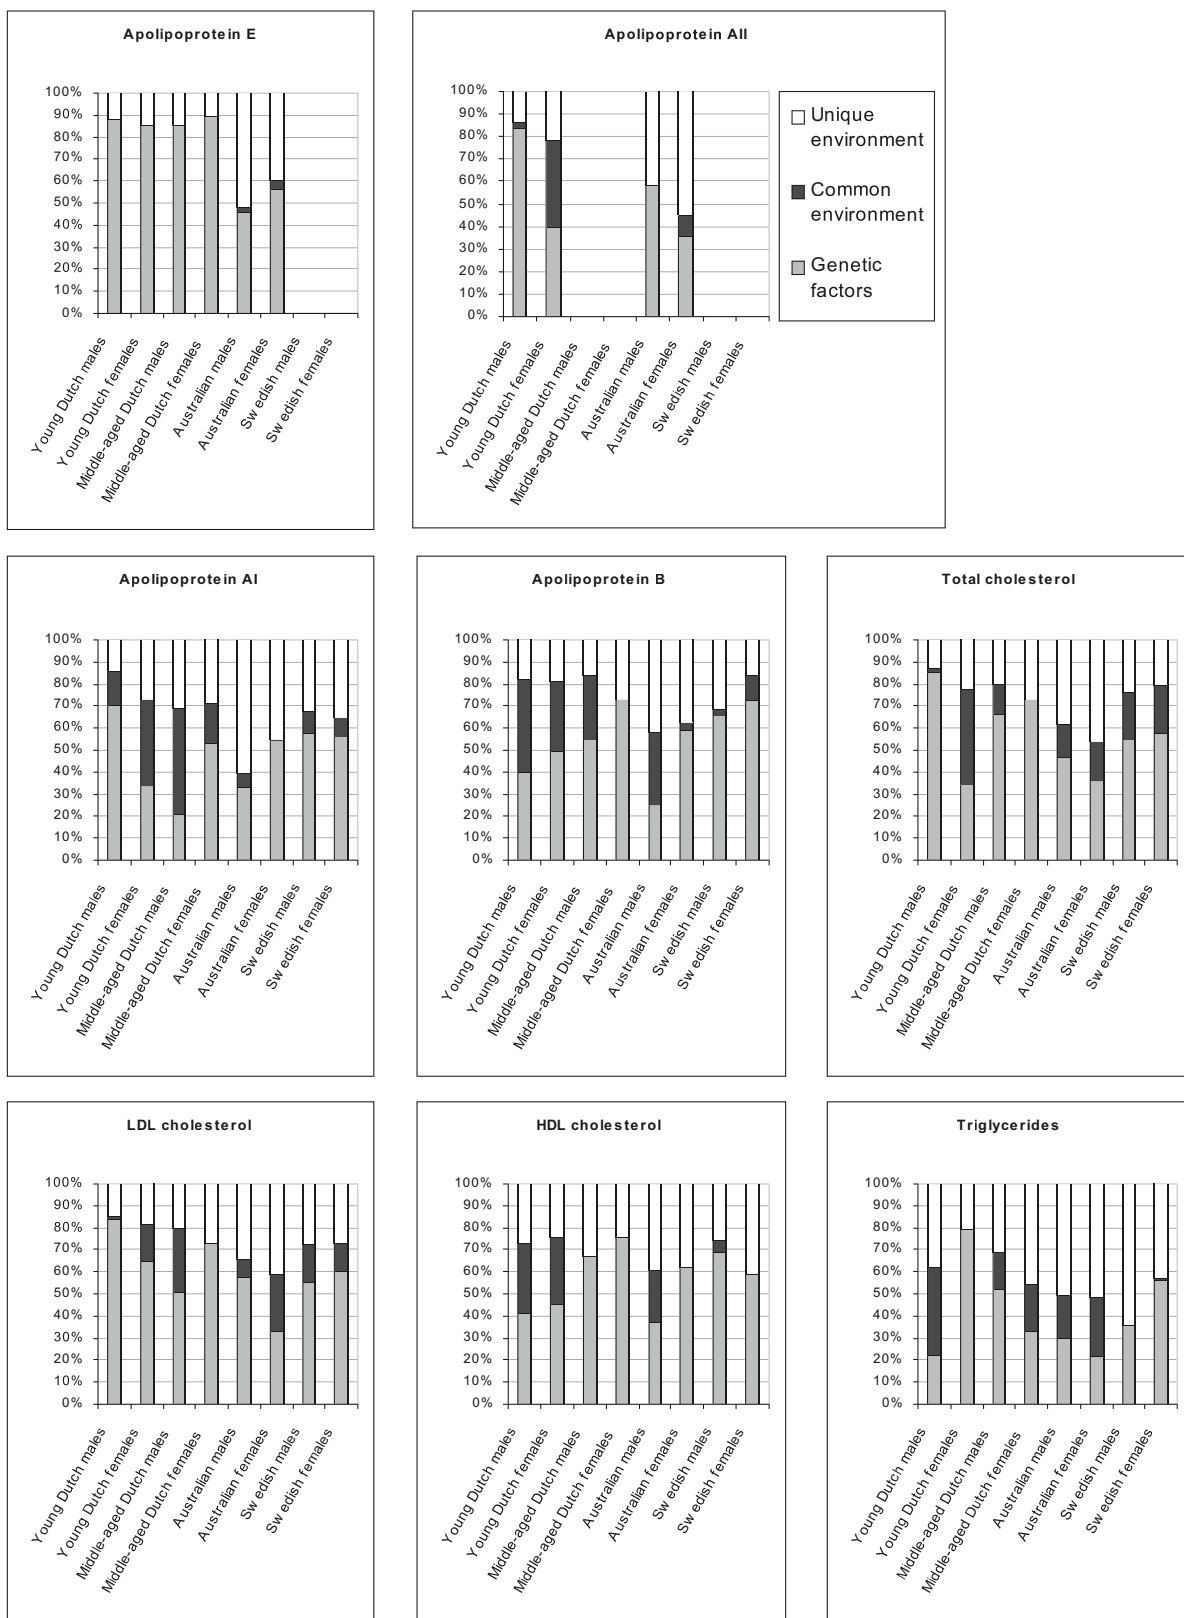 Apolipoprotein E
100%
90%
80%
70%
60%
50%
40%
30%
20%
10%
0%
Young Dutch males
Young Dutch females
Middle-aged Dutch males
Middle-aged Dutch females
Australian males
Australian females
Sw edish males
Sw edish females
Apolipoprotein AII
100%
90%
80%
70%
60%
50%
40%
30%
20%
10%
0%
Young Dutch males
Young Dutch females
Middle-aged Dutch males
Middle-aged Dutch females
Australian males
Australian females
Sw edish males
Sw edish females
Unique
environment
Common
environment
Genetic
factors
Apolipoprotein AI
100%
90%
80%
70%
60%
50%
40%
30%
20%
10%
0%
Young Dutch males
Young Dutch females
Middle-aged Dutch males
Middle-aged Dutch females
Australian males
Australian females
Sw edish males
Sw edish females
Apolipoprotein B
100%
90%
80%
70%
60%
50%
40%
30%
20%
10%
0%
Young Dutch males
Young Dutch females
Middle-aged Dutch males
Middle-aged Dutch females
Australian males
Australian females
Sw edish males
Sw edish females
Total cholesterol
100%
90%
80%
70%
60%
50%
40%
30%
20%
10%
0%
Young Dutch males
Young Dutch females
Middle-aged Dutch males
Middle-aged Dutch females
Australian males
Australian females
Sw edish males
Sw edish females
LDL cholesterol
100%
90%
80%
70%
60%
50%
40%
30%
20%
10%
0%
Young Dutch males
Young Dutch females
Middle-aged Dutch males
Middle-aged Dutch females
Australian males
Australian females
Sw edish males
Sw edish females
HDL cholesterol
100%
90%
80%
70%
60%
50%
40%
30%
20%
10%
0%
Young Dutch males
Young Dutch females
Middle-aged Dutch males
Middle-aged Dutch females
Australian males
Australian females
Sw edish males
Sw edish females
Triglycerides
100%
90%
80%
70%
60%
50%
40%
30%
20%
10%
0%
Young Dutch males
Young Dutch females
Middle-aged Dutch males
Middle-aged Dutch females
Australian males
Australian females
Sw edish males
Sw edish females